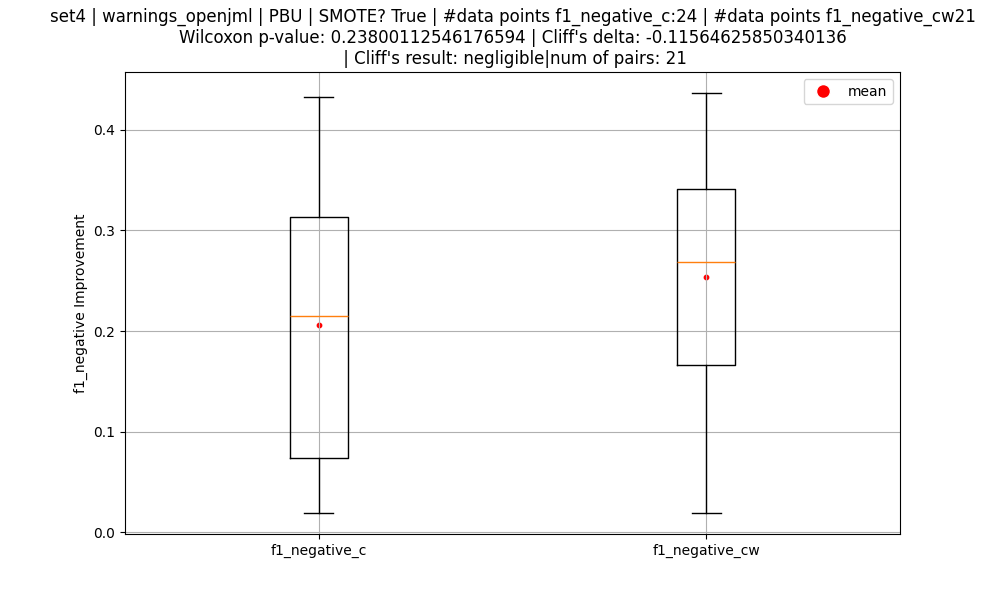 set4 | warnings_openjml | PBU | SMOTE? True | #data points f1_negative_c:24 | #data points f1_negative_cw21
Wilcoxon p-value: 0.23800112546176594 | Cliff's delta: -0.11564625850340136
| Cliff's result: negligible|num of pairs: 21
mean
f1_negative Improvement
0.4
0.3
0.2
0.1
0.0
f1_negative_c
f1_negative_cw